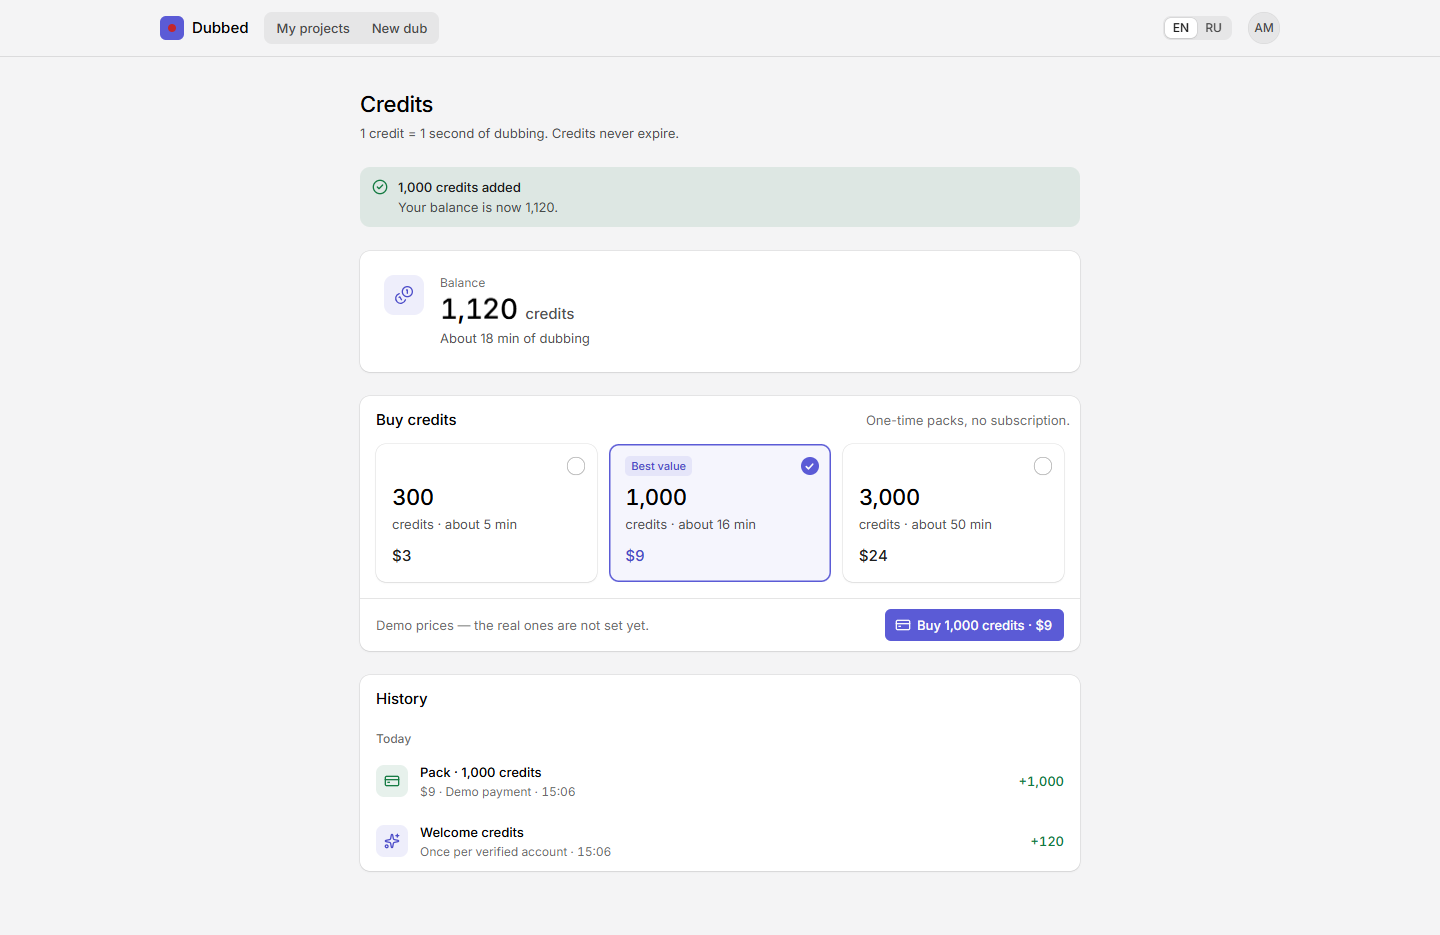 Dubbed
My projects
New dub
EN
RU
AM
Credits
1 credit = 1 second of dubbing. Credits never expire.
1,000 credits added
Your balance is now 1,120.
Balance
1,120 credits
About 18 min of dubbing
Buy credits
One-time packs, no subscription.
300
credits · about 5 min
$3
Best value
1,000
credits · about 16 min
$9
3,000
credits · about 50 min
$24
Demo prices — the real ones are not set yet.
Buy 1,000 credits · $9
History
Today
Pack · 1,000 credits
$9 · Demo payment · 15:06
+1,000
Welcome credits
Once per verified account · 15:06
+120